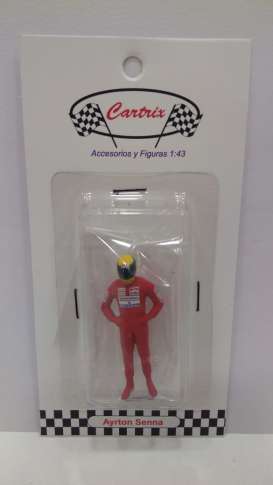 Cartrix
Accesorios y Figuras 1:43
Ayrton Senna